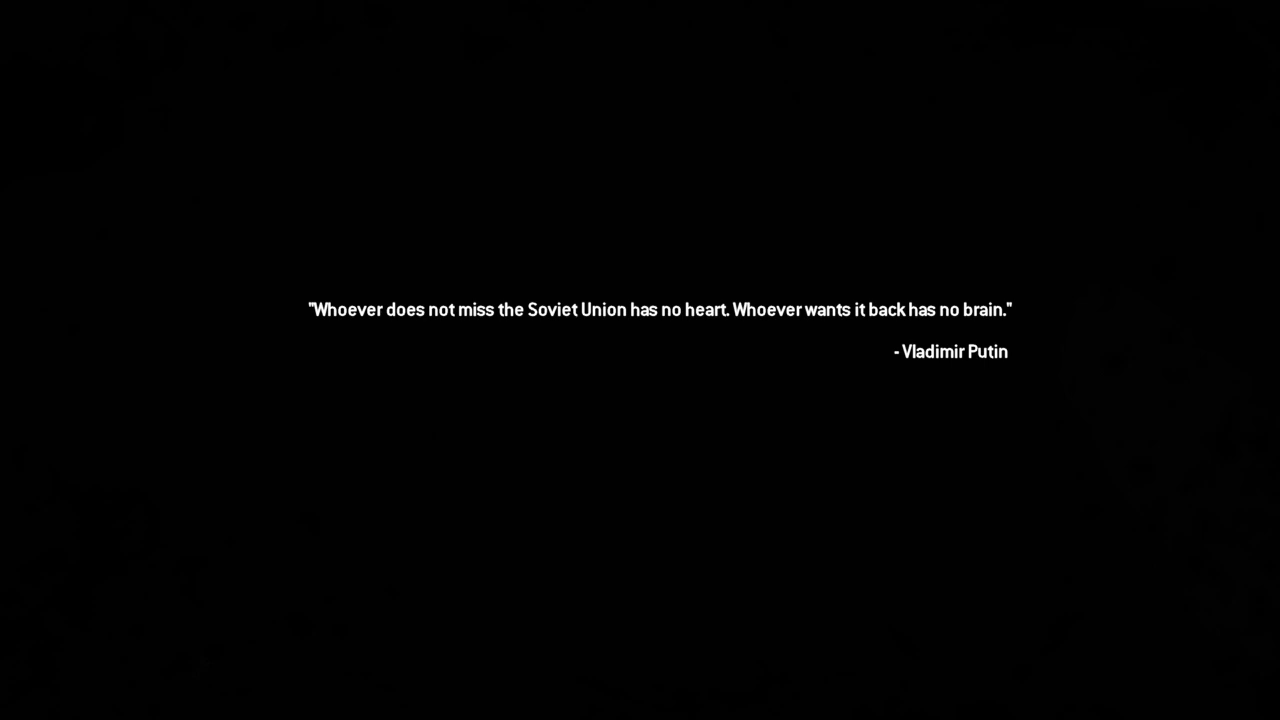 "Whoever does not miss the Soviet Union has no heart. Whoever wants it back has no brain."
- Vladimir Putin